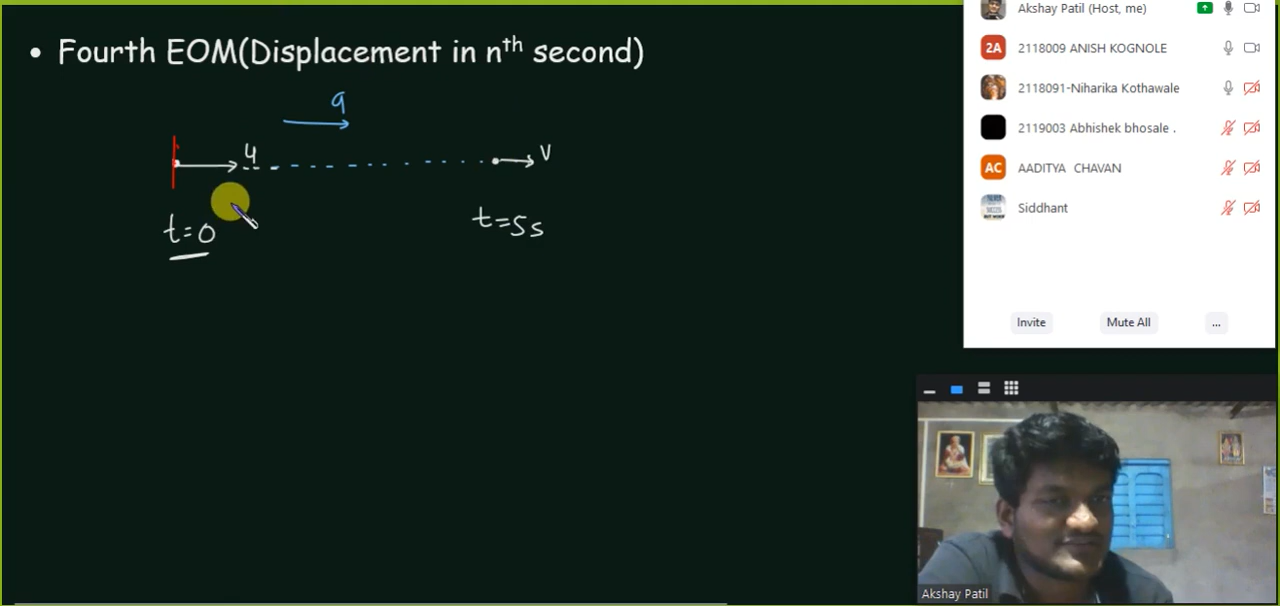 • Fourth EOM(Displacement in nth second)
a
u
v
t=0
t=5s
Akshay Patil (Host, me)
2A 2118009 ANISH KOGNOLE
2118091-Niharika Kothawale
2119003 Abhishek bhosale .
AC AADITYA CHAVAN
Siddhant
Invite Mute All ...
Akshay Patil